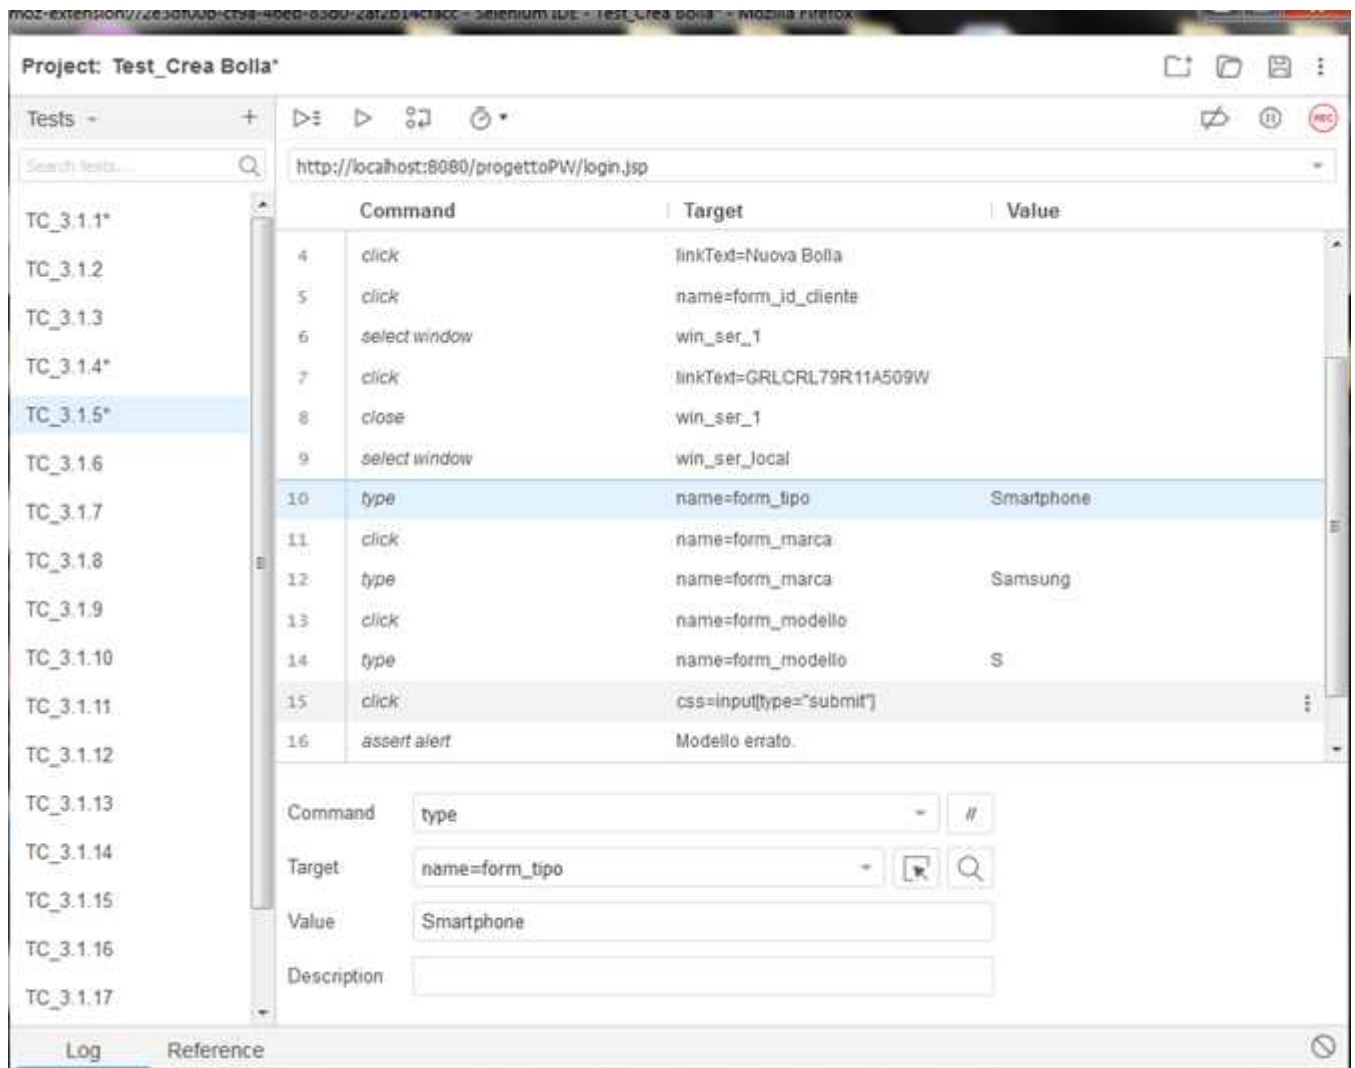 Selenium IDE - Test_Crea Bolla* - Mozilla Firefox
Project: Test_Crea Bolla*
Tests +
REC
Search tests...
http://localhost:8080/progettoPW/login.jsp
Command Target Value
TC_3.1.1*
TC_3.1.2
TC_3.1.3
TC_3.1.4*
TC_3.1.5*
TC_3.1.6
TC_3.1.7
TC_3.1.8
TC_3.1.9
TC_3.1.10
TC_3.1.11
TC_3.1.12
TC_3.1.13
TC_3.1.14
TC_3.1.15
TC_3.1.16
TC_3.1.17
4 click linkText=Nuova Bolla
5 click name=form_id_cliente
6 select window win_ser_1
7 click linkText=GRLCRL79R11A509W
8 close win_ser_1
9 select window win_ser_local
10 type name=form_tipo Smartphone
11 click name=form_marca
12 type name=form_marca Samsung
13 click name=form_modello
14 type name=form_modello S
15 click css=input[type="submit"]
16 assert alert Modello errato.
Command type //
Target name=form_tipo
Value Smartphone
Description
Log Reference